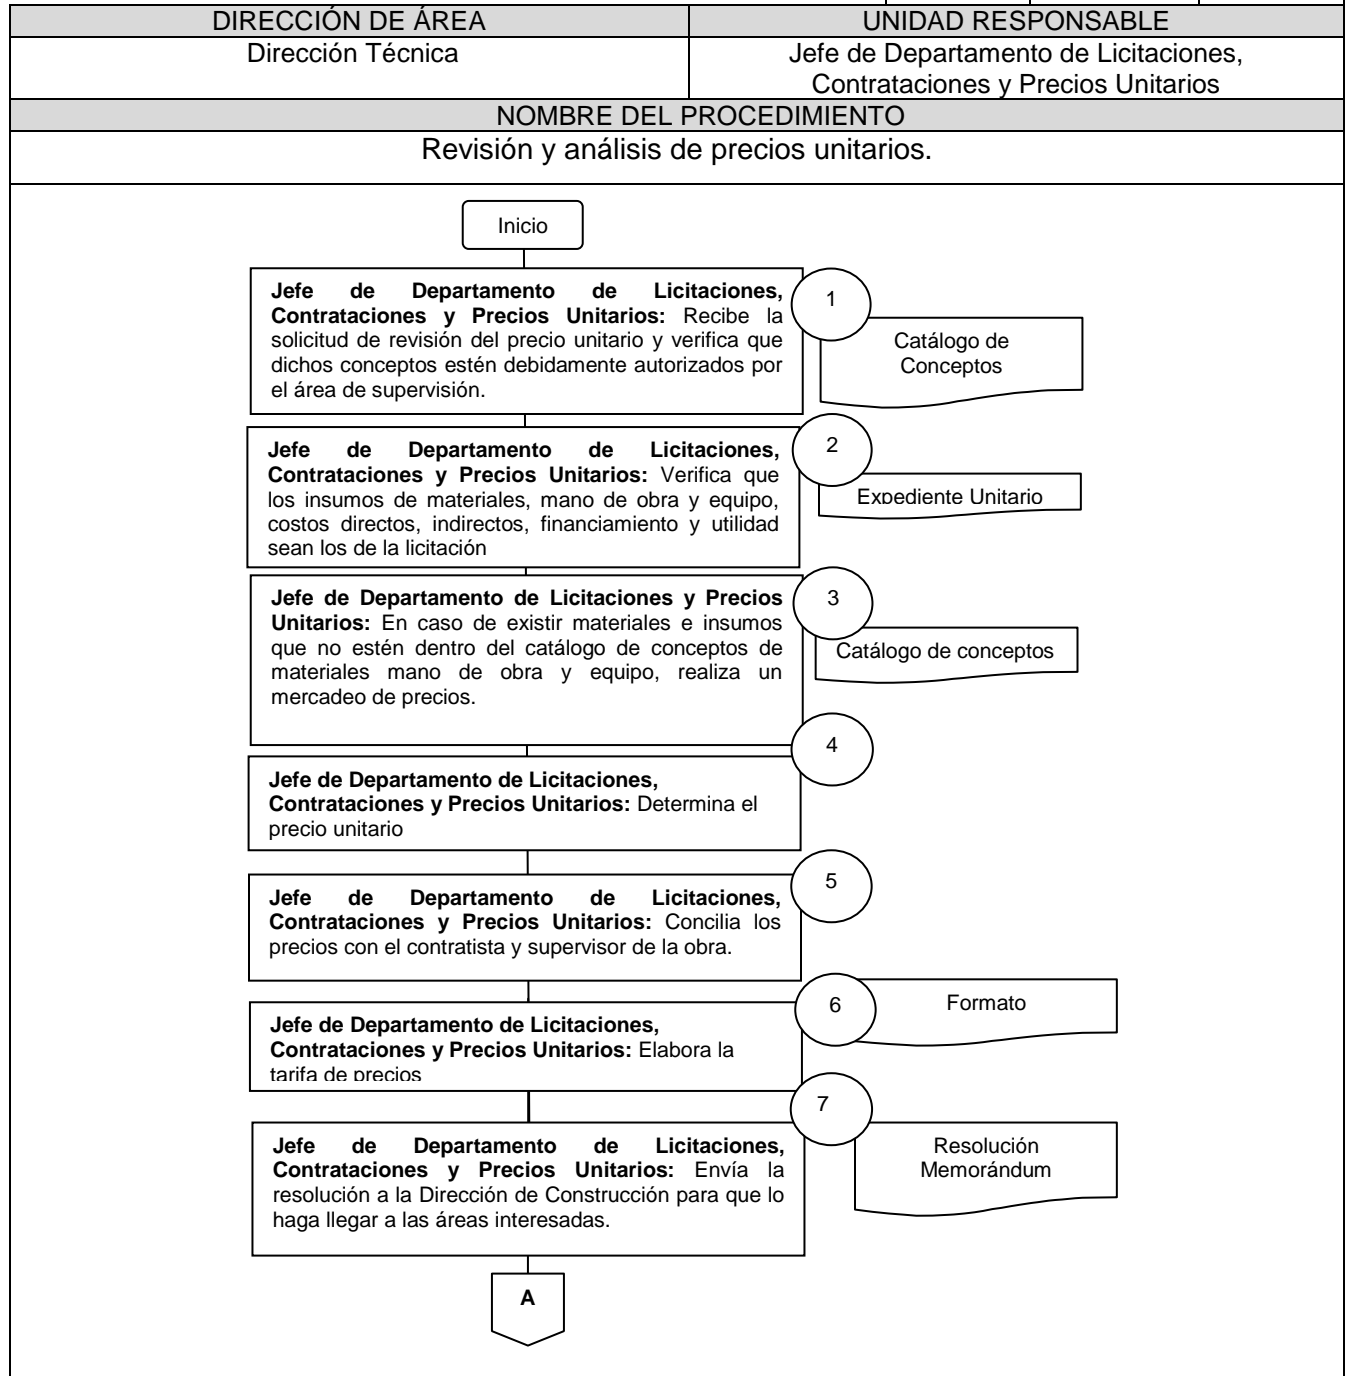 DIRECCIÓN DE ÁREA
UNIDAD RESPONSABLE
Dirección Técnica
Jefe de Departamento de Licitaciones,
Contrataciones y Precios Unitarios
NOMBRE DEL PROCEDIMIENTO
Revisión y análisis de precios unitarios.
Inicio
Jefe de Departamento de Licitaciones,
Contrataciones y Precios Unitarios: Recibe la
solicitud de revisión del precio unitario y verifica que
dichos conceptos estén debidamente autorizados por
el área de supervisión.
1
Catálogo de
Conceptos
Jefe de Departamento de Licitaciones,
Contrataciones y Precios Unitarios: Verifica que
los insumos de materiales, mano de obra y equipo,
costos directos, indirectos, financiamiento y utilidad
sean los de la licitación
2
Expediente Unitario
Jefe de Departamento de Licitaciones y Precios
Unitarios: En caso de existir materiales e insumos
que no estén dentro del catálogo de conceptos de
materiales mano de obra y equipo, realiza un
mercadeo de precios.
3
Catálogo de conceptos
4
Jefe de Departamento de Licitaciones,
Contrataciones y Precios Unitarios: Determina el
precio unitario
5
Jefe de Departamento de Licitaciones,
Contrataciones y Precios Unitarios: Concilia los
precios con el contratista y supervisor de la obra.
6
Formato
Jefe de Departamento de Licitaciones,
Contrataciones y Precios Unitarios: Elabora la
tarifa de precios
7
Resolución
Memorándum
Jefe de Departamento de Licitaciones,
Contrataciones y Precios Unitarios: Envía la
resolución a la Dirección de Construcción para que lo
haga llegar a las áreas interesadas.
A